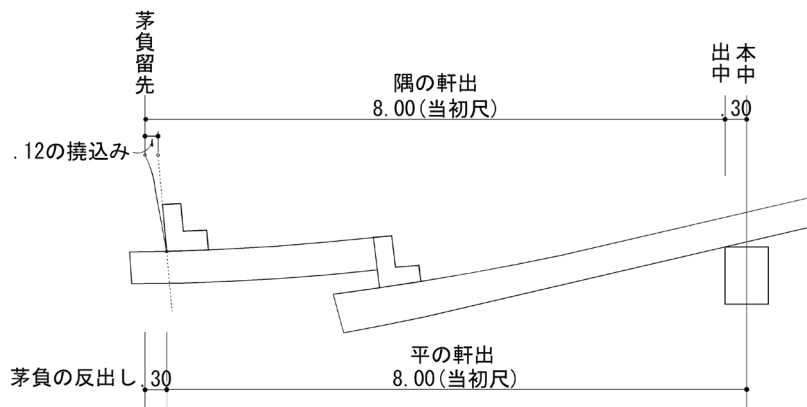 茅負留先
隅の軒出
8.00(当初尺)
出中
本中
.30
.12の撓込み
平の軒出
8.00(当初尺)
茅負の反出し
.30